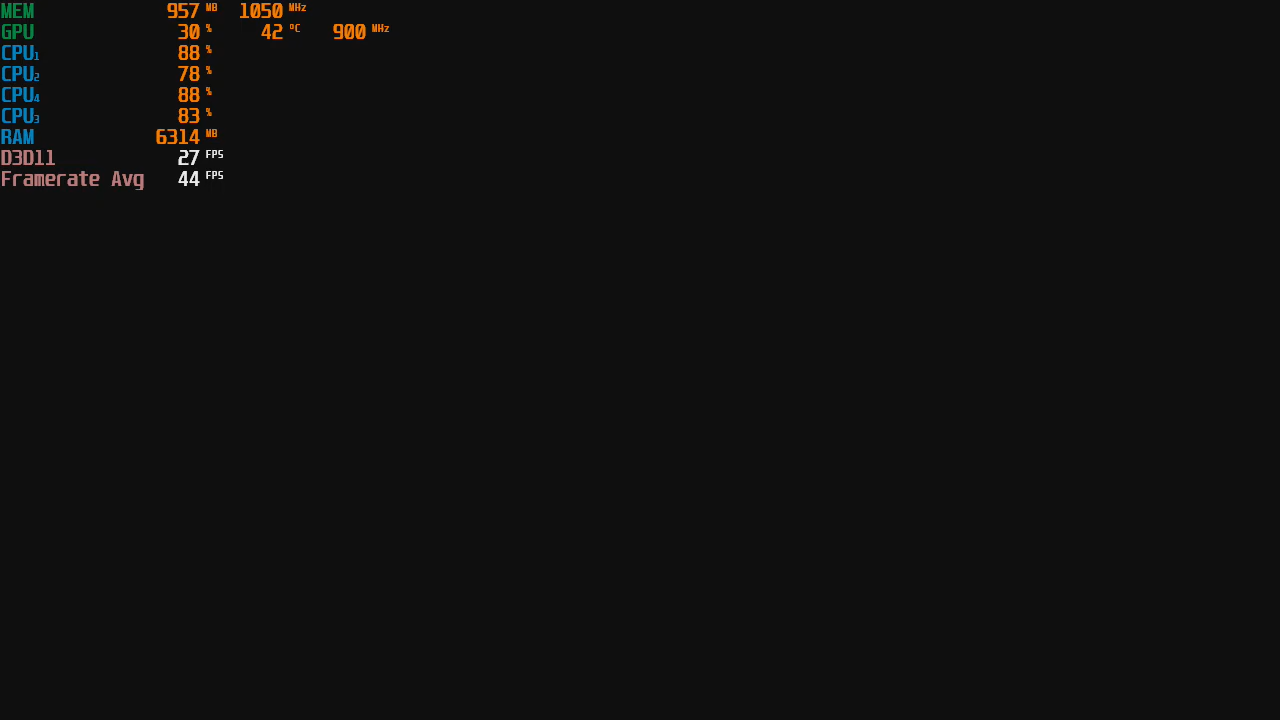 MEM 957 MB 1050 MHz
GPU 30 % 42 °C 900 MHz
CPU1 88 %
CPU2 78 %
CPU4 88 %
CPU3 83 %
RAM 6314 MB
D3D11 27 FPS
Framerate Avg 44 FPS